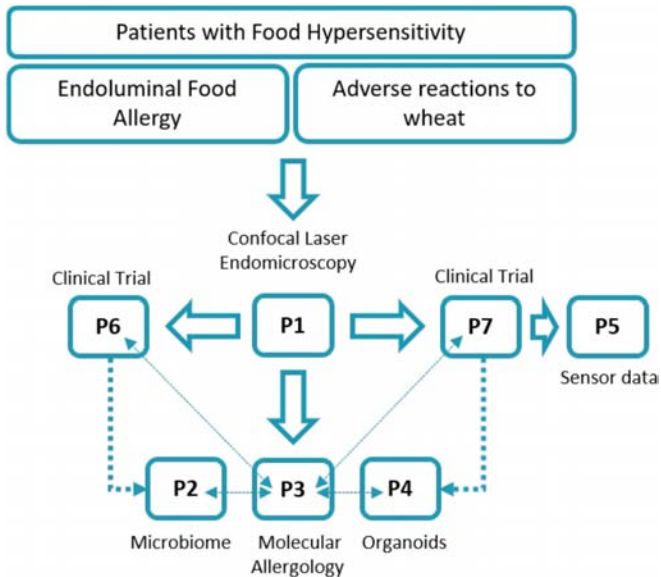 Patients with Food Hypersensitivity
Endoluminal Food
Allergy
Adverse reactions to
wheat
Confocal Laser
Endomicroscopy
Clinical Trial
Clinical Trial
P6
P1
P7
P5
Sensor data
P2
P3
P4
Microbiome
Molecular
Allergology
Organoids